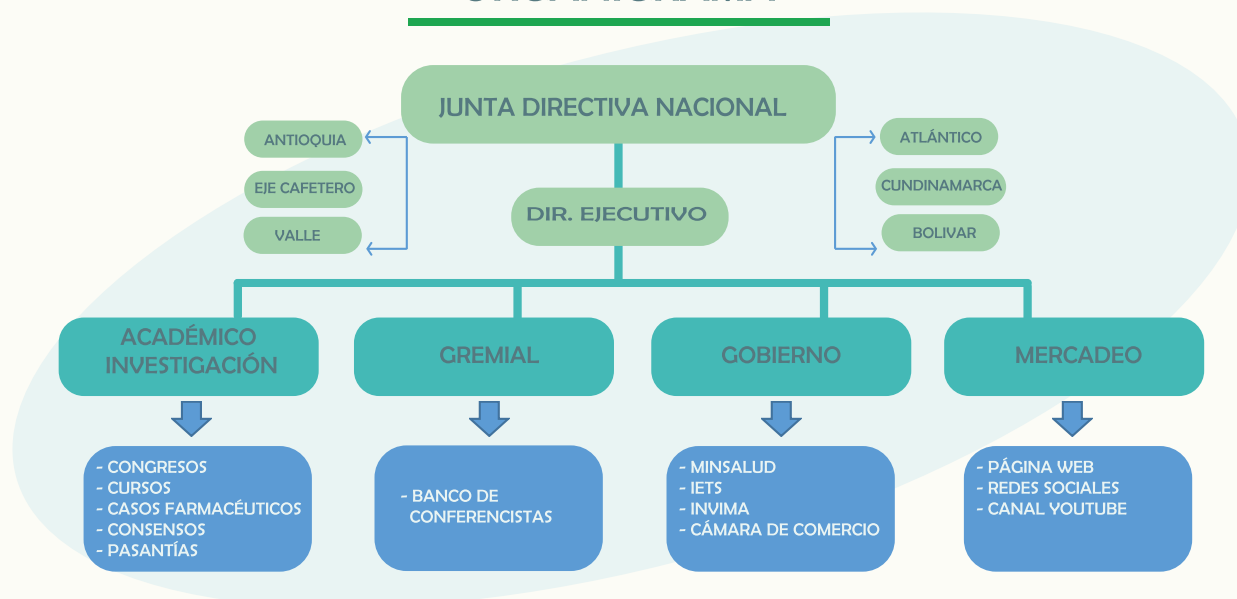 JUNTA DIRECTIVA NACIONAL
ANTIOQUIA
EJE CAFETERO
VALLE
ATLÁNTICO
CUNDINAMARCA
BOLIVAR
DIR. EJECUTIVO
ACADÉMICO
INVESTIGACIÓN
GREMIAL
GOBIERNO
MERCADEO
- CONGRESOS
- CURSOS
- CASOS FARMACÉUTICOS
- CONSENSOS
- PASANTÍAS
- BANCO DE
CONFERENCISTAS
- MINSALUD
- IETS
- INVIMA
- CÁMARA DE COMERCIO
- PÁGINA WEB
- REDES SOCIALES
- CANAL YOUTUBE